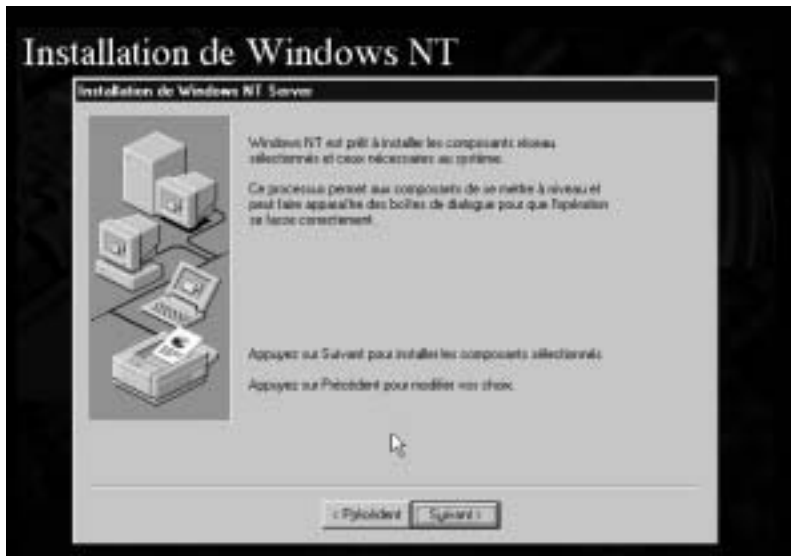 Installation de Windows NT
Installation de Windows NT Server
Windows NT est prêt à installer les composants réseau
sélectionnés et ceux nécessaires au système.
Ce processus permet aux composants de se mettre à niveau et
peut faire apparaître des boîtes de dialogue pour que l'opération
se fasse correctement.
Appuyez sur Suivant pour installer les composants sélectionnés.
Appuyez sur Précédent pour modifier vos choix.
< Précédent
Suivant >